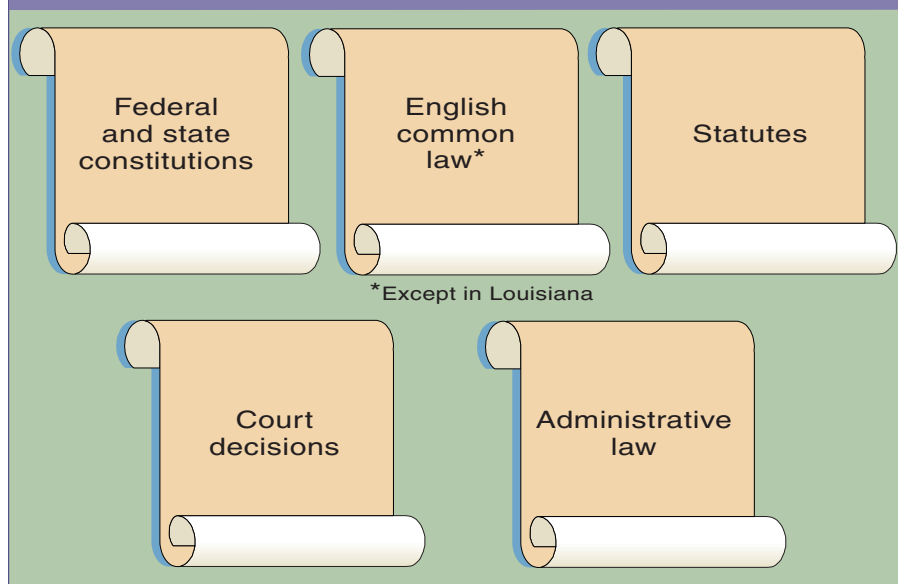 Federal
and state
constitutions
English
common
law*
Statutes
*Except in Louisiana
Court
decisions
Administrative
law